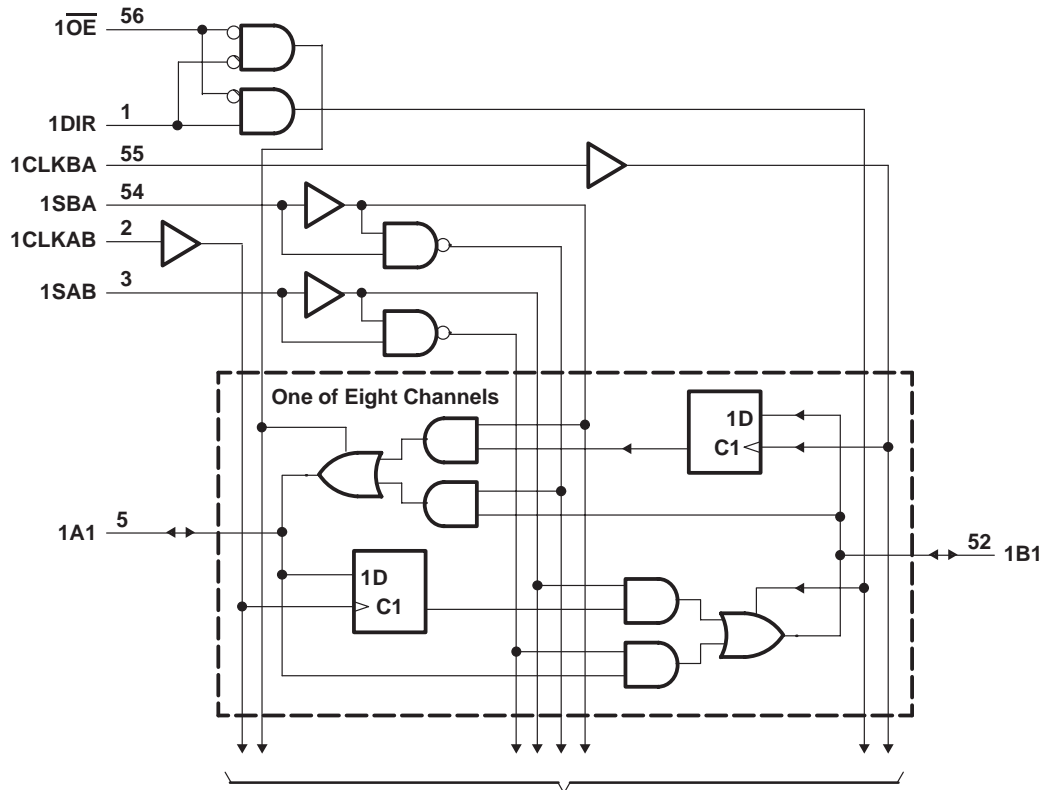 1O̅E̅ 56
1DIR 1
1CLKBA 55
1SBA 54
1CLKAB 2
1SAB 3
One of Eight Channels
1D
C1
1A1 5
52 1B1
1D
C1